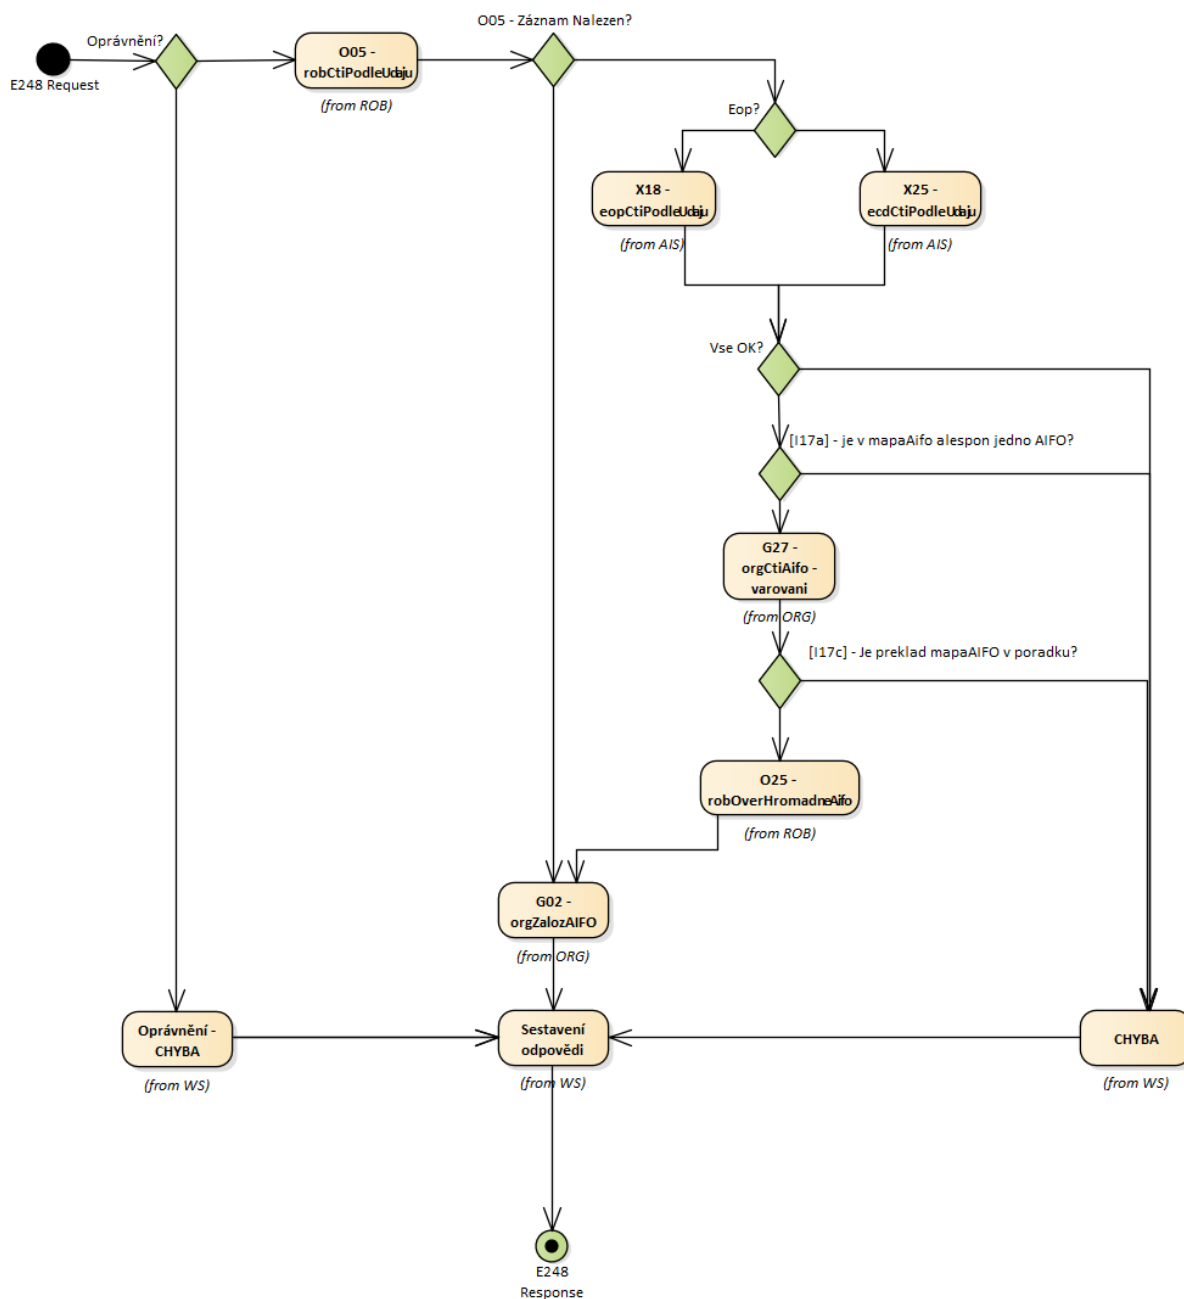 O05 - Záznam Nalezen?
Oprávnění?
E248 Request
O05 -
robCtiPodleUdaju
(from ROB)
Eop?
X18 -
eopCtiPodleUdaju
(from AIS)
X25 -
ecdCtiPodleUdaju
(from AIS)
Vse OK?
[I17a] - je v mapaAifo alespon jedno AIFO?
G27 -
orgCtiAifo -
varovani
(from ORG)
[I17c] - Je preklad mapaAIFO v poradku?
O25 -
robOverHromadneAifo
(from ROB)
G02 -
orgZalozAIFO
(from ORG)
Oprávnění -
CHYBA
(from WS)
Sestavení
odpovědi
(from WS)
CHYBA
(from WS)
E248
Response